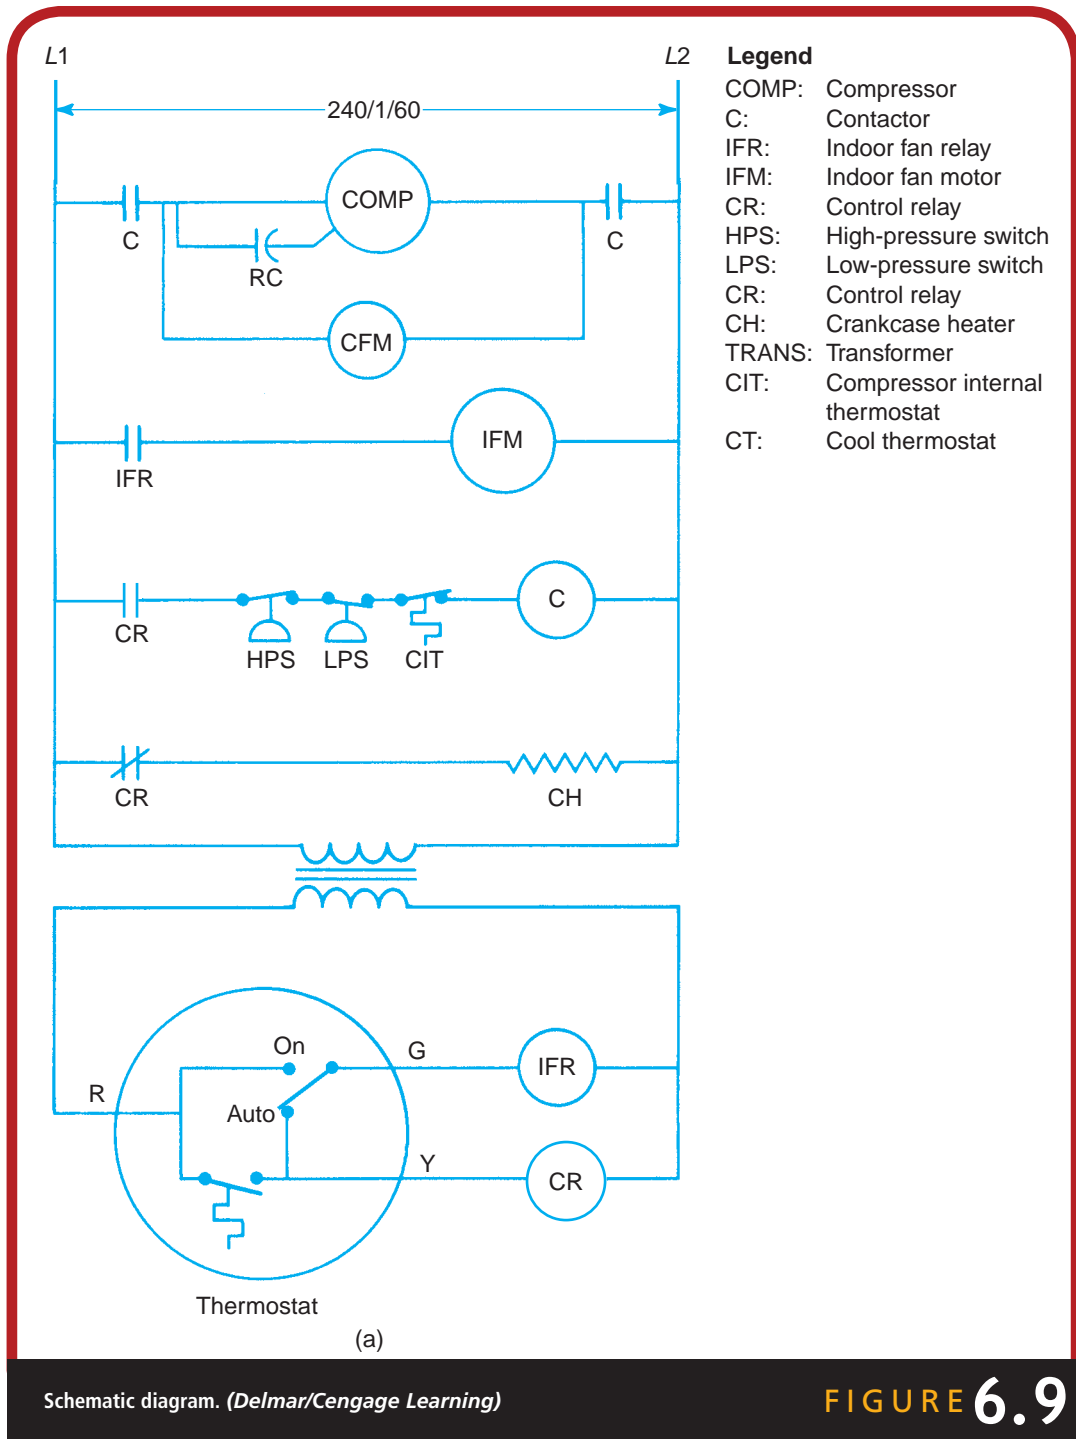 L1
L2
240/1/60
COMP
C
C
RC
CFM
IFM
IFR
C
CR
HPS
LPS
CIT
CR
CH
On
G
IFR
R
Auto
Y
CR
Thermostat
(a)
Legend
COMP: Compressor
C: Contactor
IFR: Indoor fan relay
IFM: Indoor fan motor
CR: Control relay
HPS: High-pressure switch
LPS: Low-pressure switch
CR: Control relay
CH: Crankcase heater
TRANS: Transformer
CIT: Compressor internal
thermostat
CT: Cool thermostat
Schematic diagram. (Delmar/Cengage Learning)
FIGURE 6.9